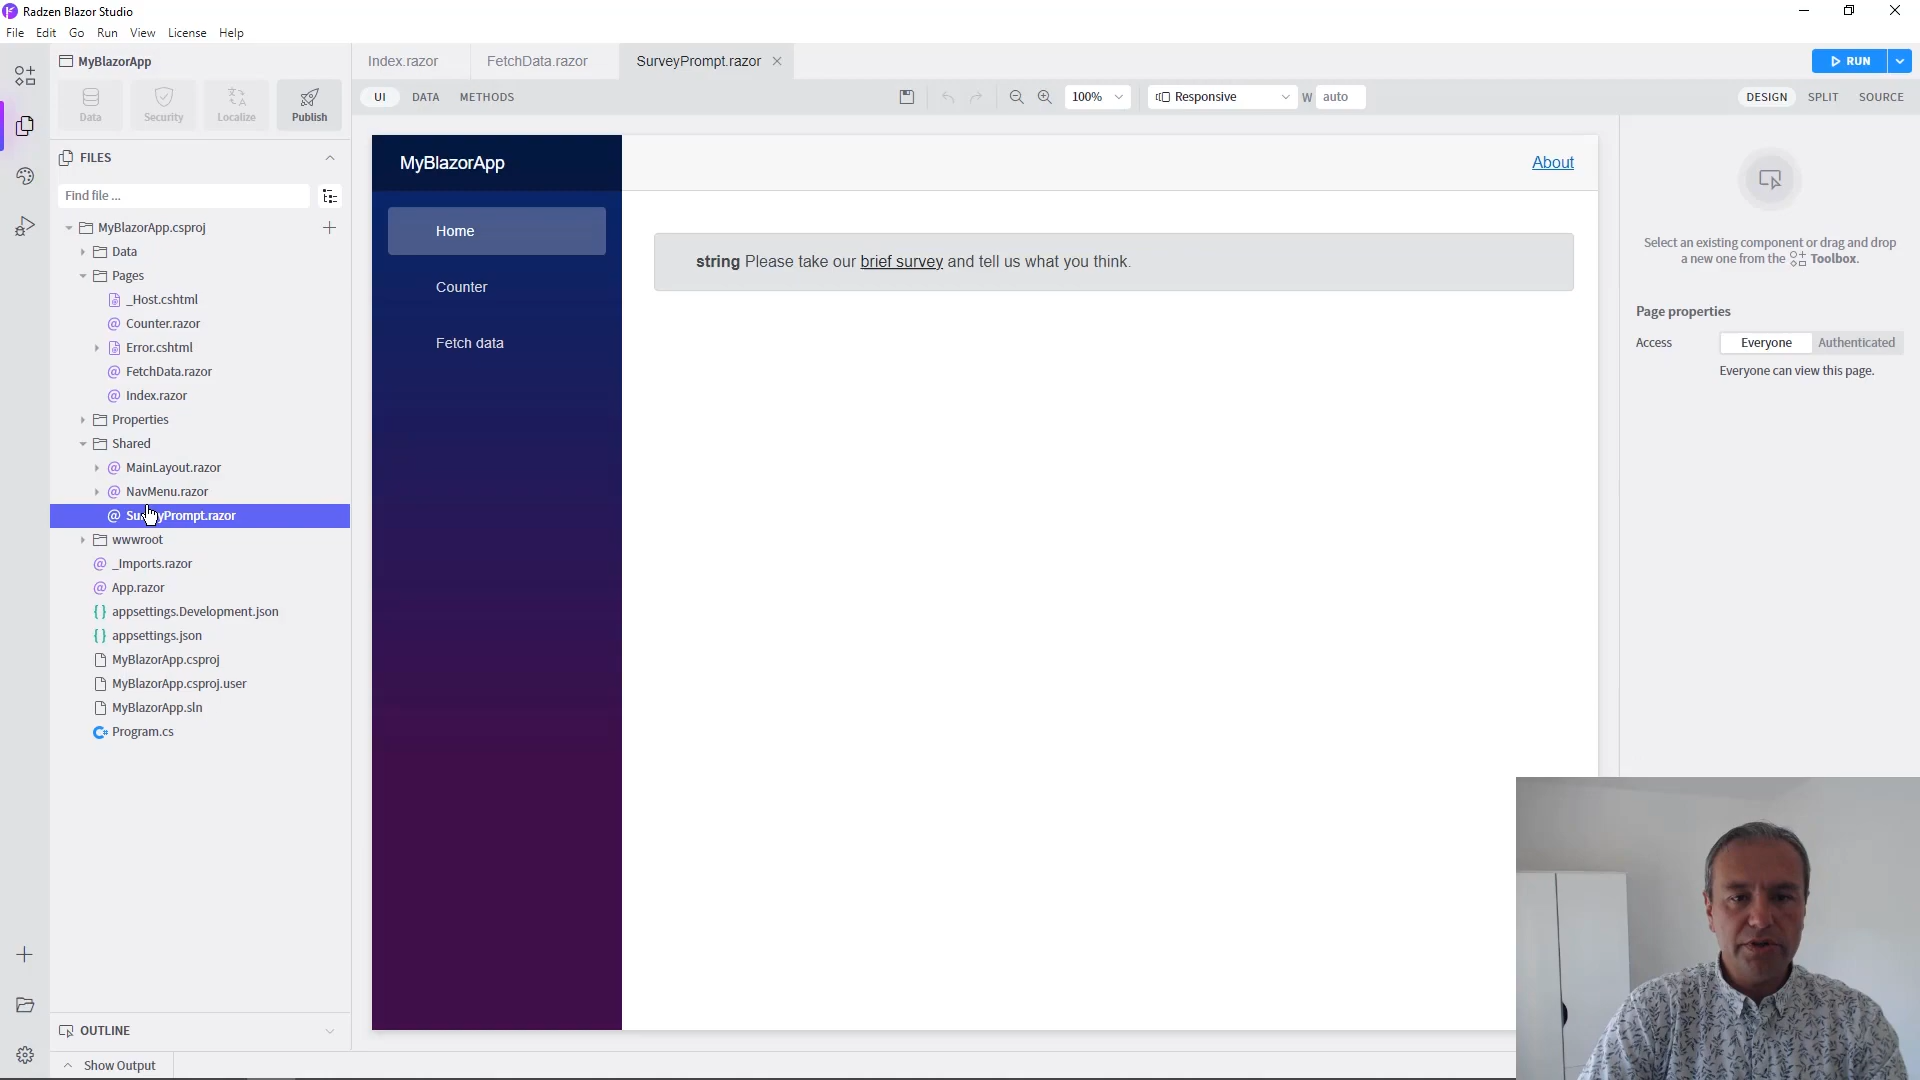 Radzen Blazor Studio
File Edit Go Run View License Help
MyBlazorApp
Index.razor FetchData.razor SurveyPrompt.razor
RUN
Data Security Localize Publish
UI DATA METHODS
100% Responsive W auto
DESIGN SPLIT SOURCE
FILES
Find file ...
MyBlazorApp.csproj
Data
Pages
_Host.cshtml
Counter.razor
Error.cshtml
FetchData.razor
Index.razor
Properties
Shared
MainLayout.razor
NavMenu.razor
SurveyPrompt.razor
wwwroot
_Imports.razor
App.razor
appsettings.Development.json
appsettings.json
MyBlazorApp.csproj
MyBlazorApp.csproj.user
MyBlazorApp.sln
Program.cs
OUTLINE
Show Output
MyBlazorApp
Home
Counter
Fetch data
About
string Please take our brief survey and tell us what you think.
Select an existing component or drag and drop
a new one from the Toolbox.
Page properties
Access Everyone Authenticated
Everyone can view this page.